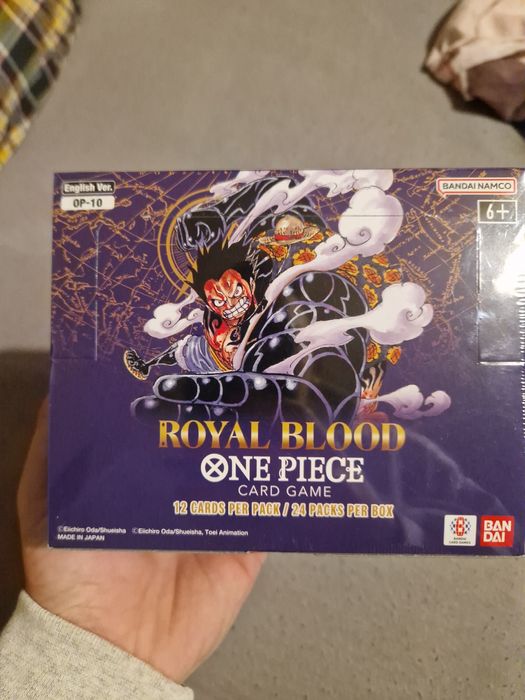 English Ver.
OP-10
BANDAI NAMCO
6+
ROYAL BLOOD
ONE PIECE
CARD GAME
12 CARDS PER PACK / 24 PACKS PER BOX
©Eiichiro Oda/Shueisha ©Eiichiro Oda/Shueisha, Toei Animation
MADE IN JAPAN
BANDAI
CARD GAMES
BAN
DAI